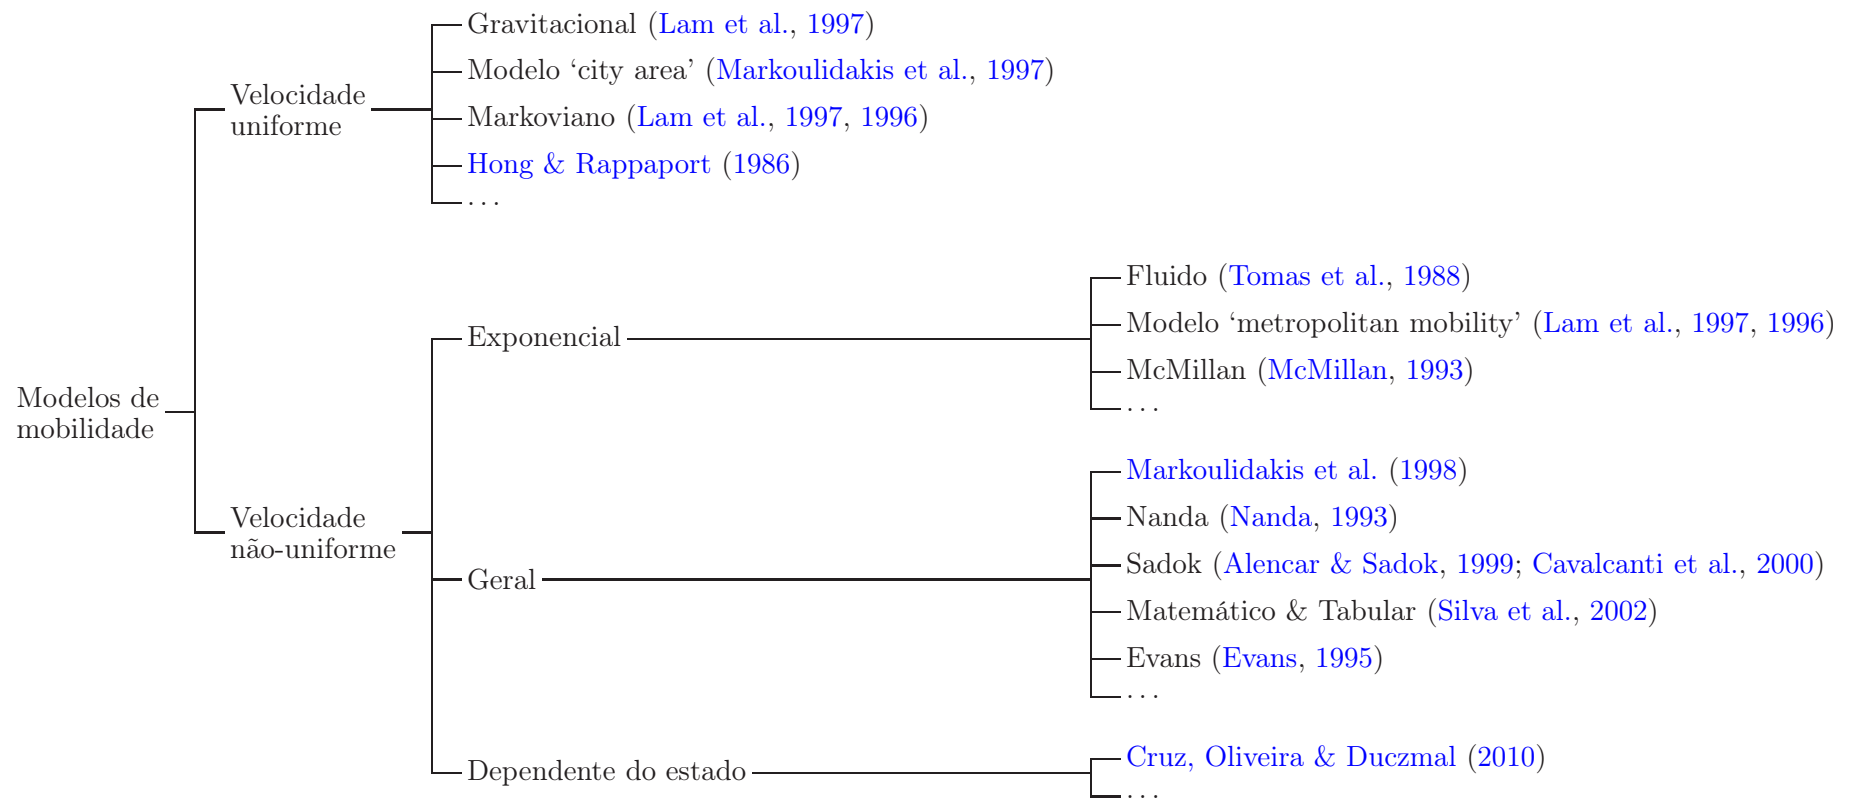 Modelos de
mobilidade
Velocidade
uniforme
Gravitacional (Lam et al., 1997)
Modelo ‘city area’ (Markoulidakis et al., 1997)
Markoviano (Lam et al., 1997, 1996)
Hong & Rappaport (1986)
...
Velocidade
não-uniforme
Exponencial
Fluido (Tomas et al., 1988)
Modelo ‘metropolitan mobility’ (Lam et al., 1997, 1996)
McMillan (McMillan, 1993)
...
Geral
Markoulidakis et al. (1998)
Nanda (Nanda, 1993)
Sadok (Alencar & Sadok, 1999; Cavalcanti et al., 2000)
Matemático & Tabular (Silva et al., 2002)
Evans (Evans, 1995)
...
Dependente do estado
Cruz, Oliveira & Duczmal (2010)
...